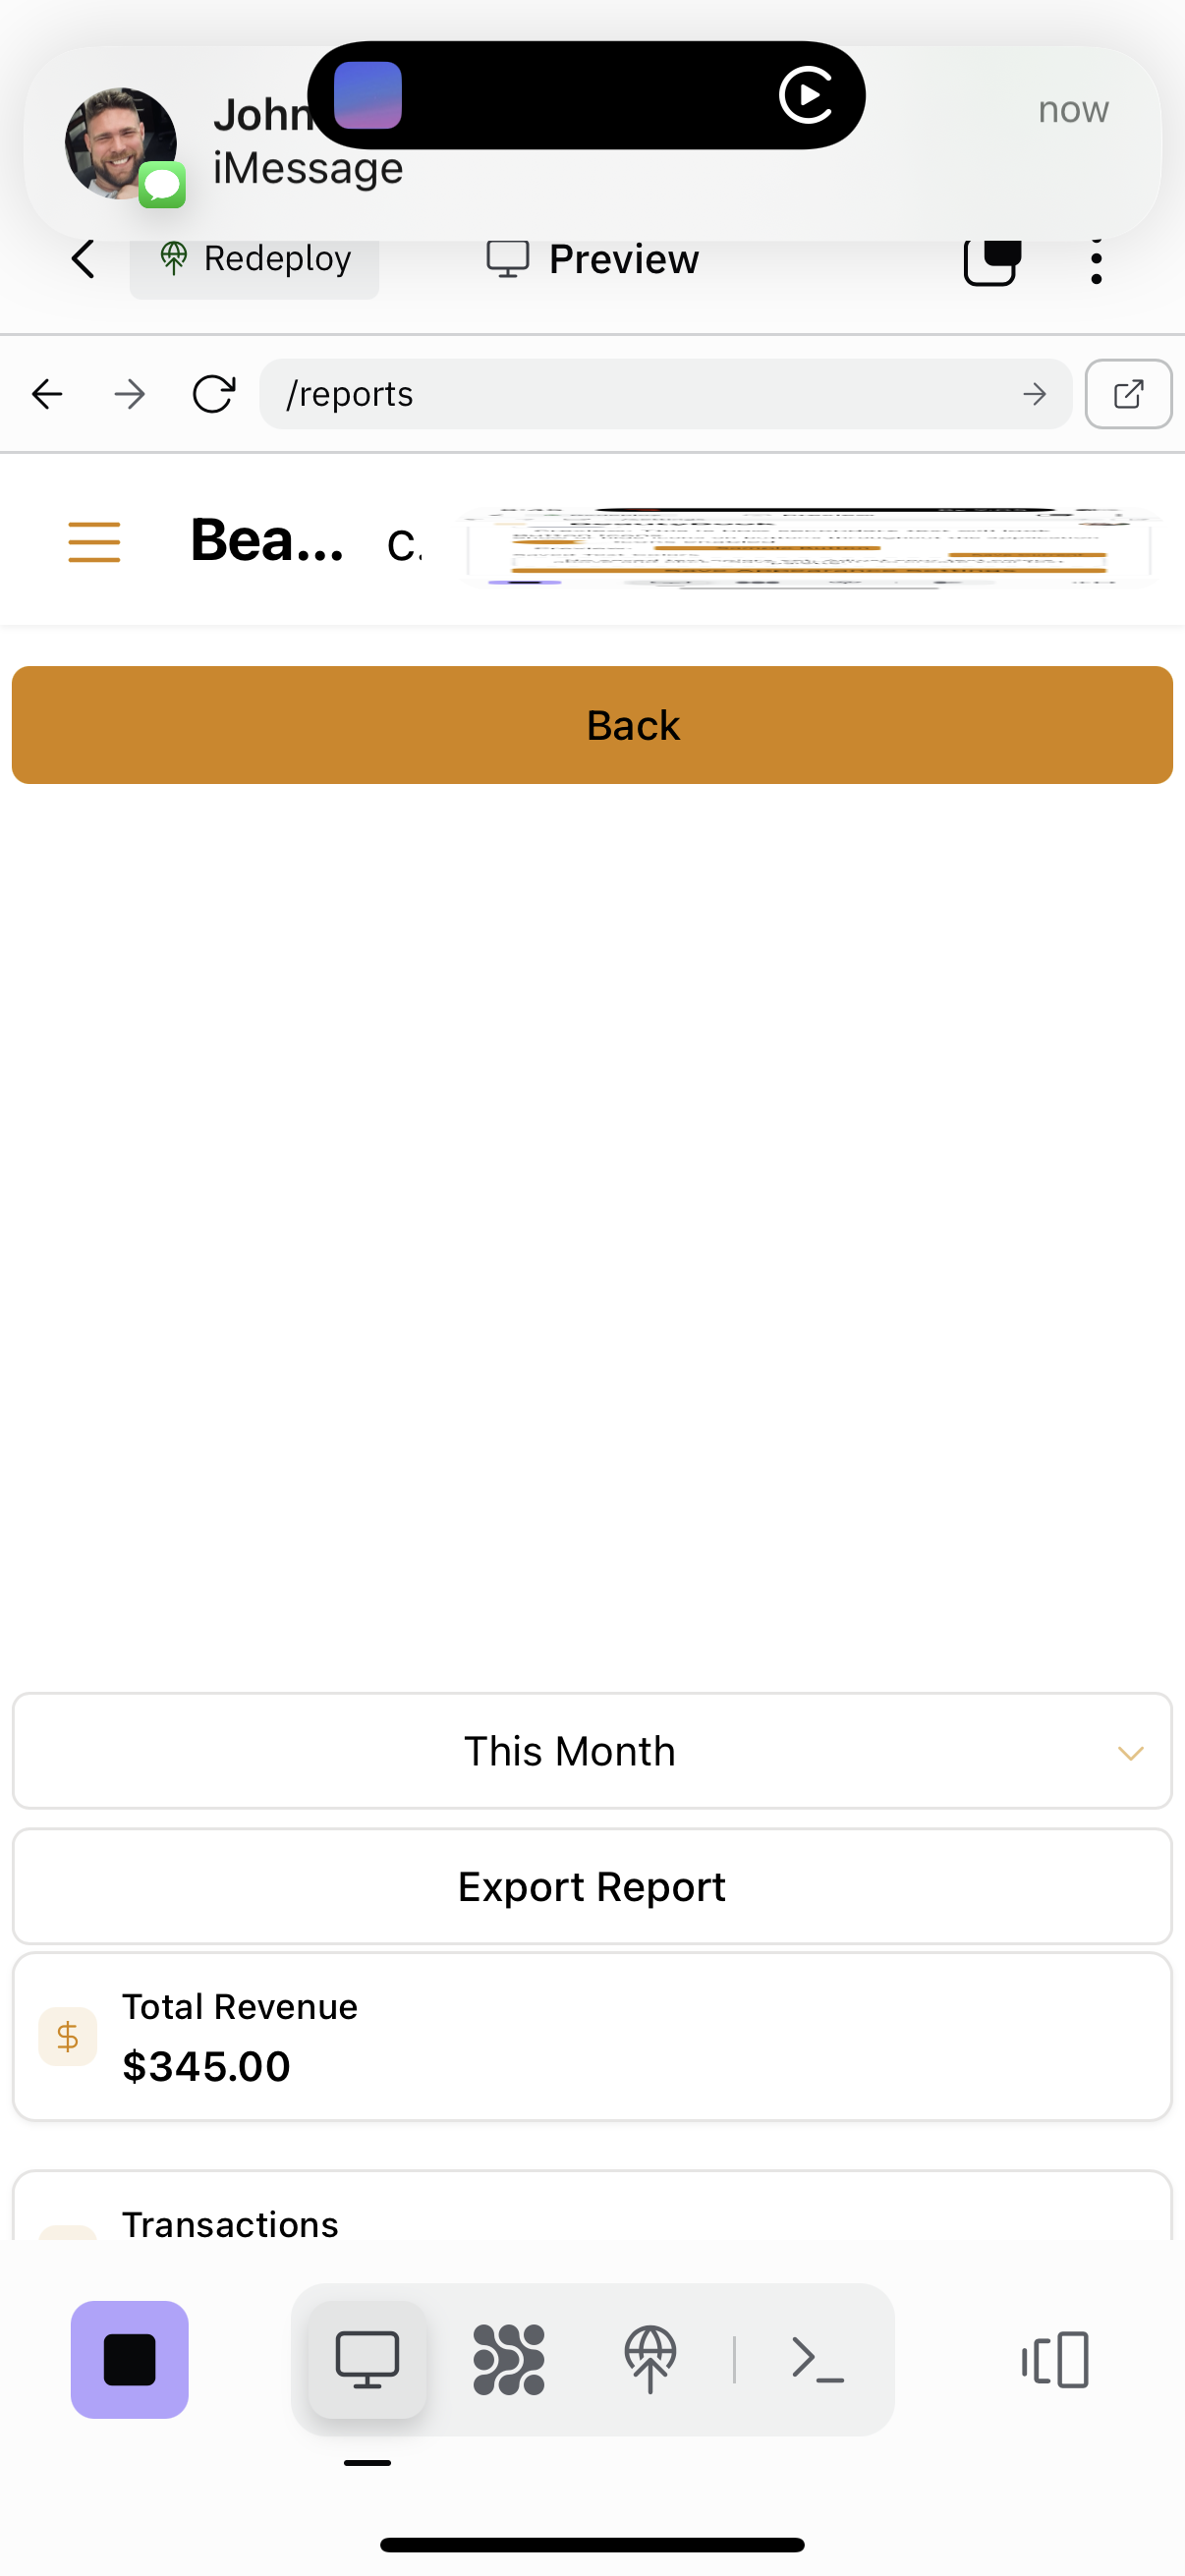 John
now
iMessage
Redeploy
Preview
/reports
Bea...
c.
Back
This Month
Export Report
Total Revenue
$345.00
Transactions